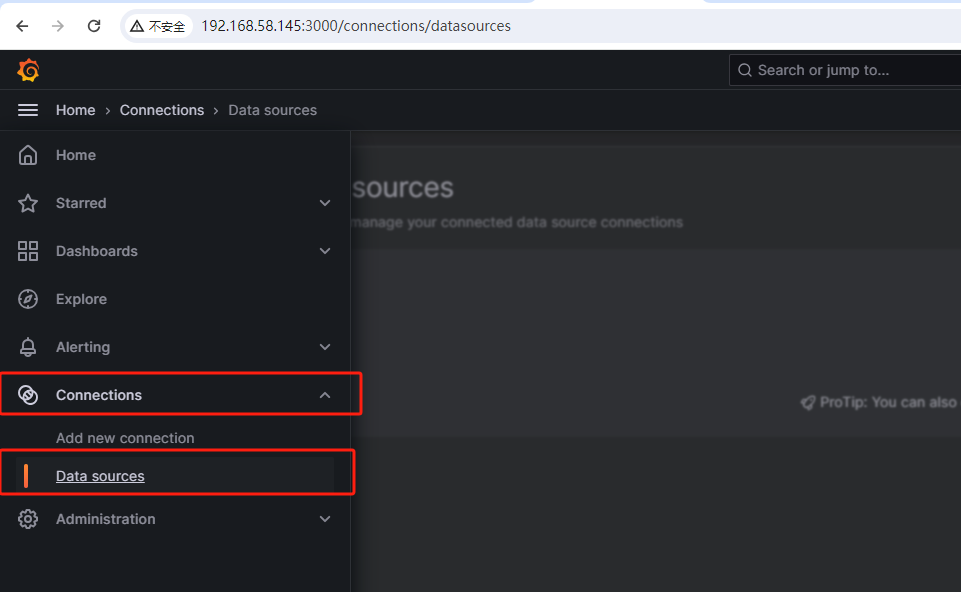 不安全 192.168.58.145:3000/connections/datasources
Search or jump to...
Home › Connections › Data sources
Home
sources
manage your connected data source connections
Starred
Dashboards
Explore
Alerting
Connections
ProTip: You can also
Add new connection
Data sources
Administration